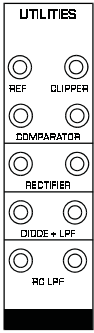 UTILITIES
REF CLIPPER
COMPARATOR
RECTIFIER
DIODE + LPF
RC LPF